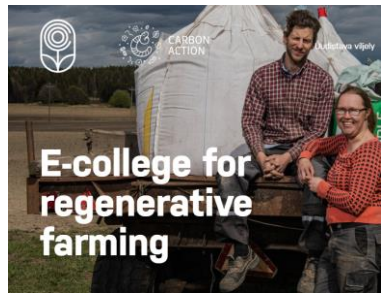 CARBON
ACTION
Uudistava viljely
E-college for
regenerative
farming